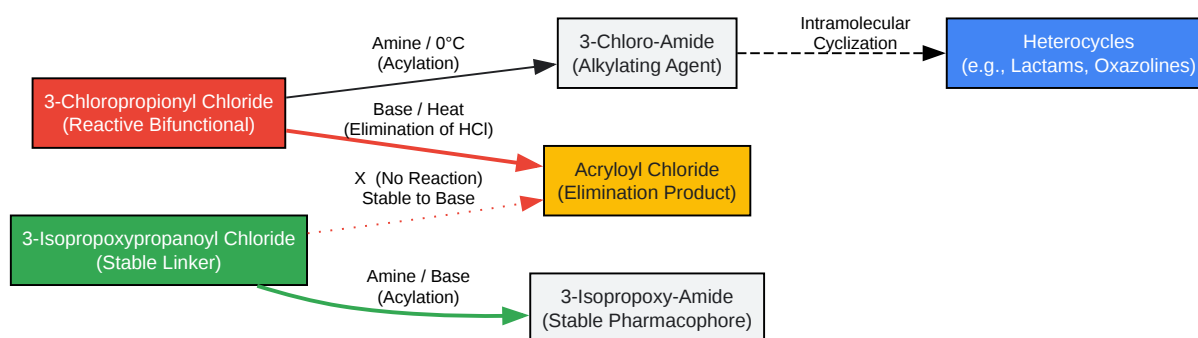 Amine / 0°C
(Acylation)
3-Chloro-Amide
(Alkylating Agent)
Intramolecular
Cyclization
Heterocycles
(e.g., Lactams, Oxazolines)
3-Chloropropionyl Chloride
(Reactive Bifunctional)
Base / Heat
(Elimination of HCl)
Acryloyl Chloride
(Elimination Product)
X  (No Reaction)
Stable to Base
3-Isopropoxypropanoyl Chloride
(Stable Linker)
Amine / Base
(Acylation)
3-Isopropoxy-Amide
(Stable Pharmacophore)